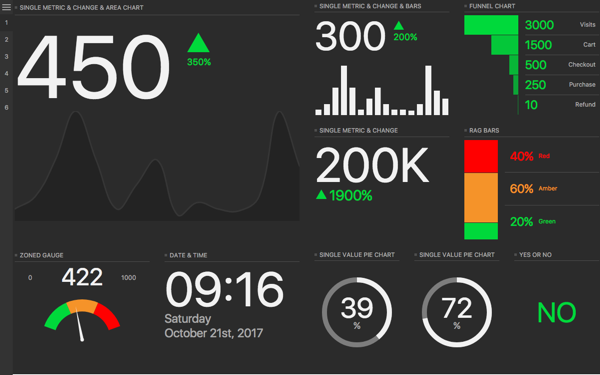 SINGLE METRIC & CHANGE & AREA CHART
1
2
3
4
5
6
450
350%
SINGLE METRIC & CHANGE & BARS
300
200%
FUNNEL CHART
3000 Visits
1500 Cart
500 Checkout
250 Purchase
10 Refund
SINGLE METRIC & CHANGE
200K
1900%
RAG BARS
40% Red
60% Amber
20% Green
ZONED GAUGE
0 422 1000
DATE & TIME
09:16
Saturday
October 21st, 2017
SINGLE VALUE PIE CHART
39
%
SINGLE VALUE PIE CHART
72
%
YES OR NO
NO